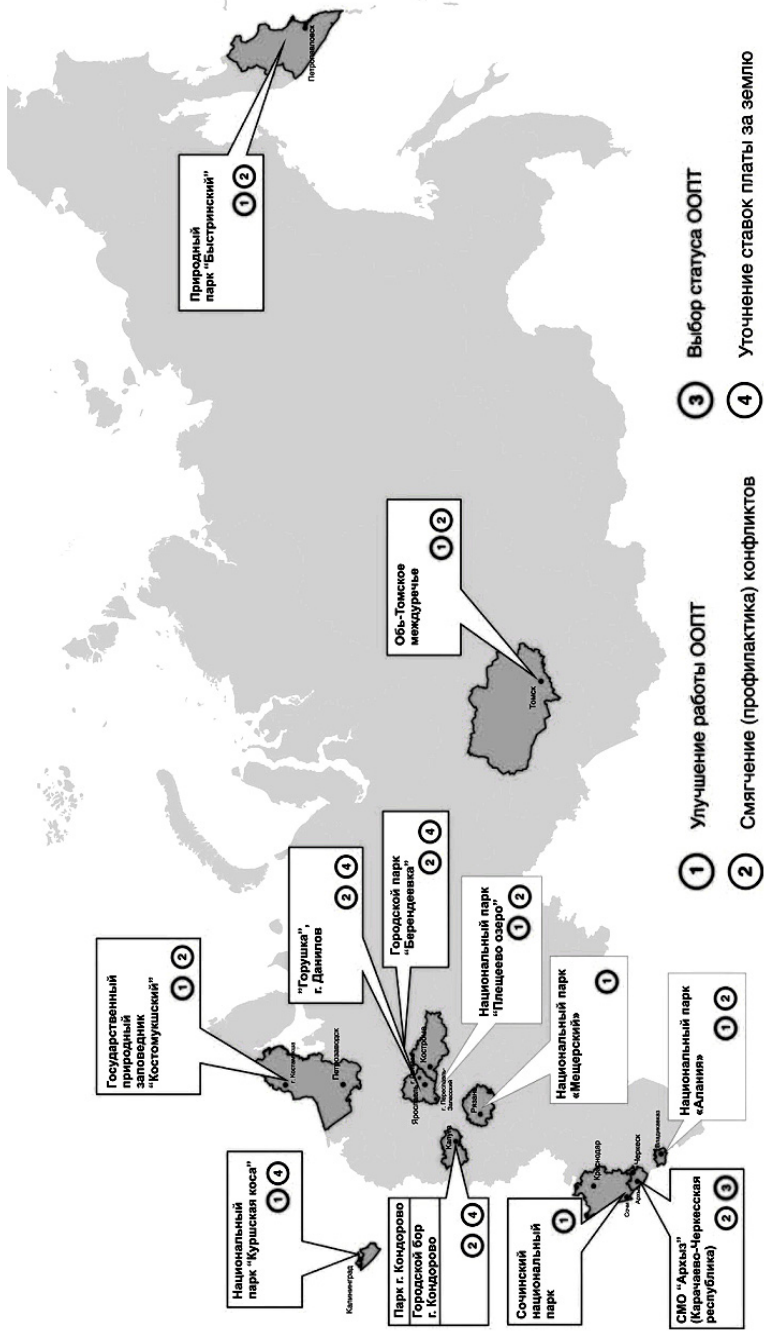 Государственный
природный
заповедник
"Костомукшский"
1 2
г. Костомукша
Петрозаводск
Национальный
парк "Куршская коса"
1 4
Калининград
"Горушка",
г. Данилов
2 4
Городской парк
"Берендеевка"
2 4
Ярославль
Кострома
г. Переславль-
Залесский
Национальный парк
"Плещеево озеро"
1 2
Парк г. Кондорово
Городской бор
г. Кондорово
2 4
Калуга
Рязань
Национальный парк
«Мещерский»
1
Сочинский
национальный
парк
1
Краснодар
Сочи
Черкесск
Архыз
СМО "Архыз"
(Карачаево-Черкесская
республика)
2 3
Владикавказ
Национальный парк
«Алания»
1 2
Обь-Томское
междуречье
1 2
Томск
Природный
парк "Быстринский"
1 2
Петропавловск
1 Улучшение работы ООПТ
2 Смягчение (профилактика) конфликтов
3 Выбор статуса ООПТ
4 Уточнение ставок платы за землю